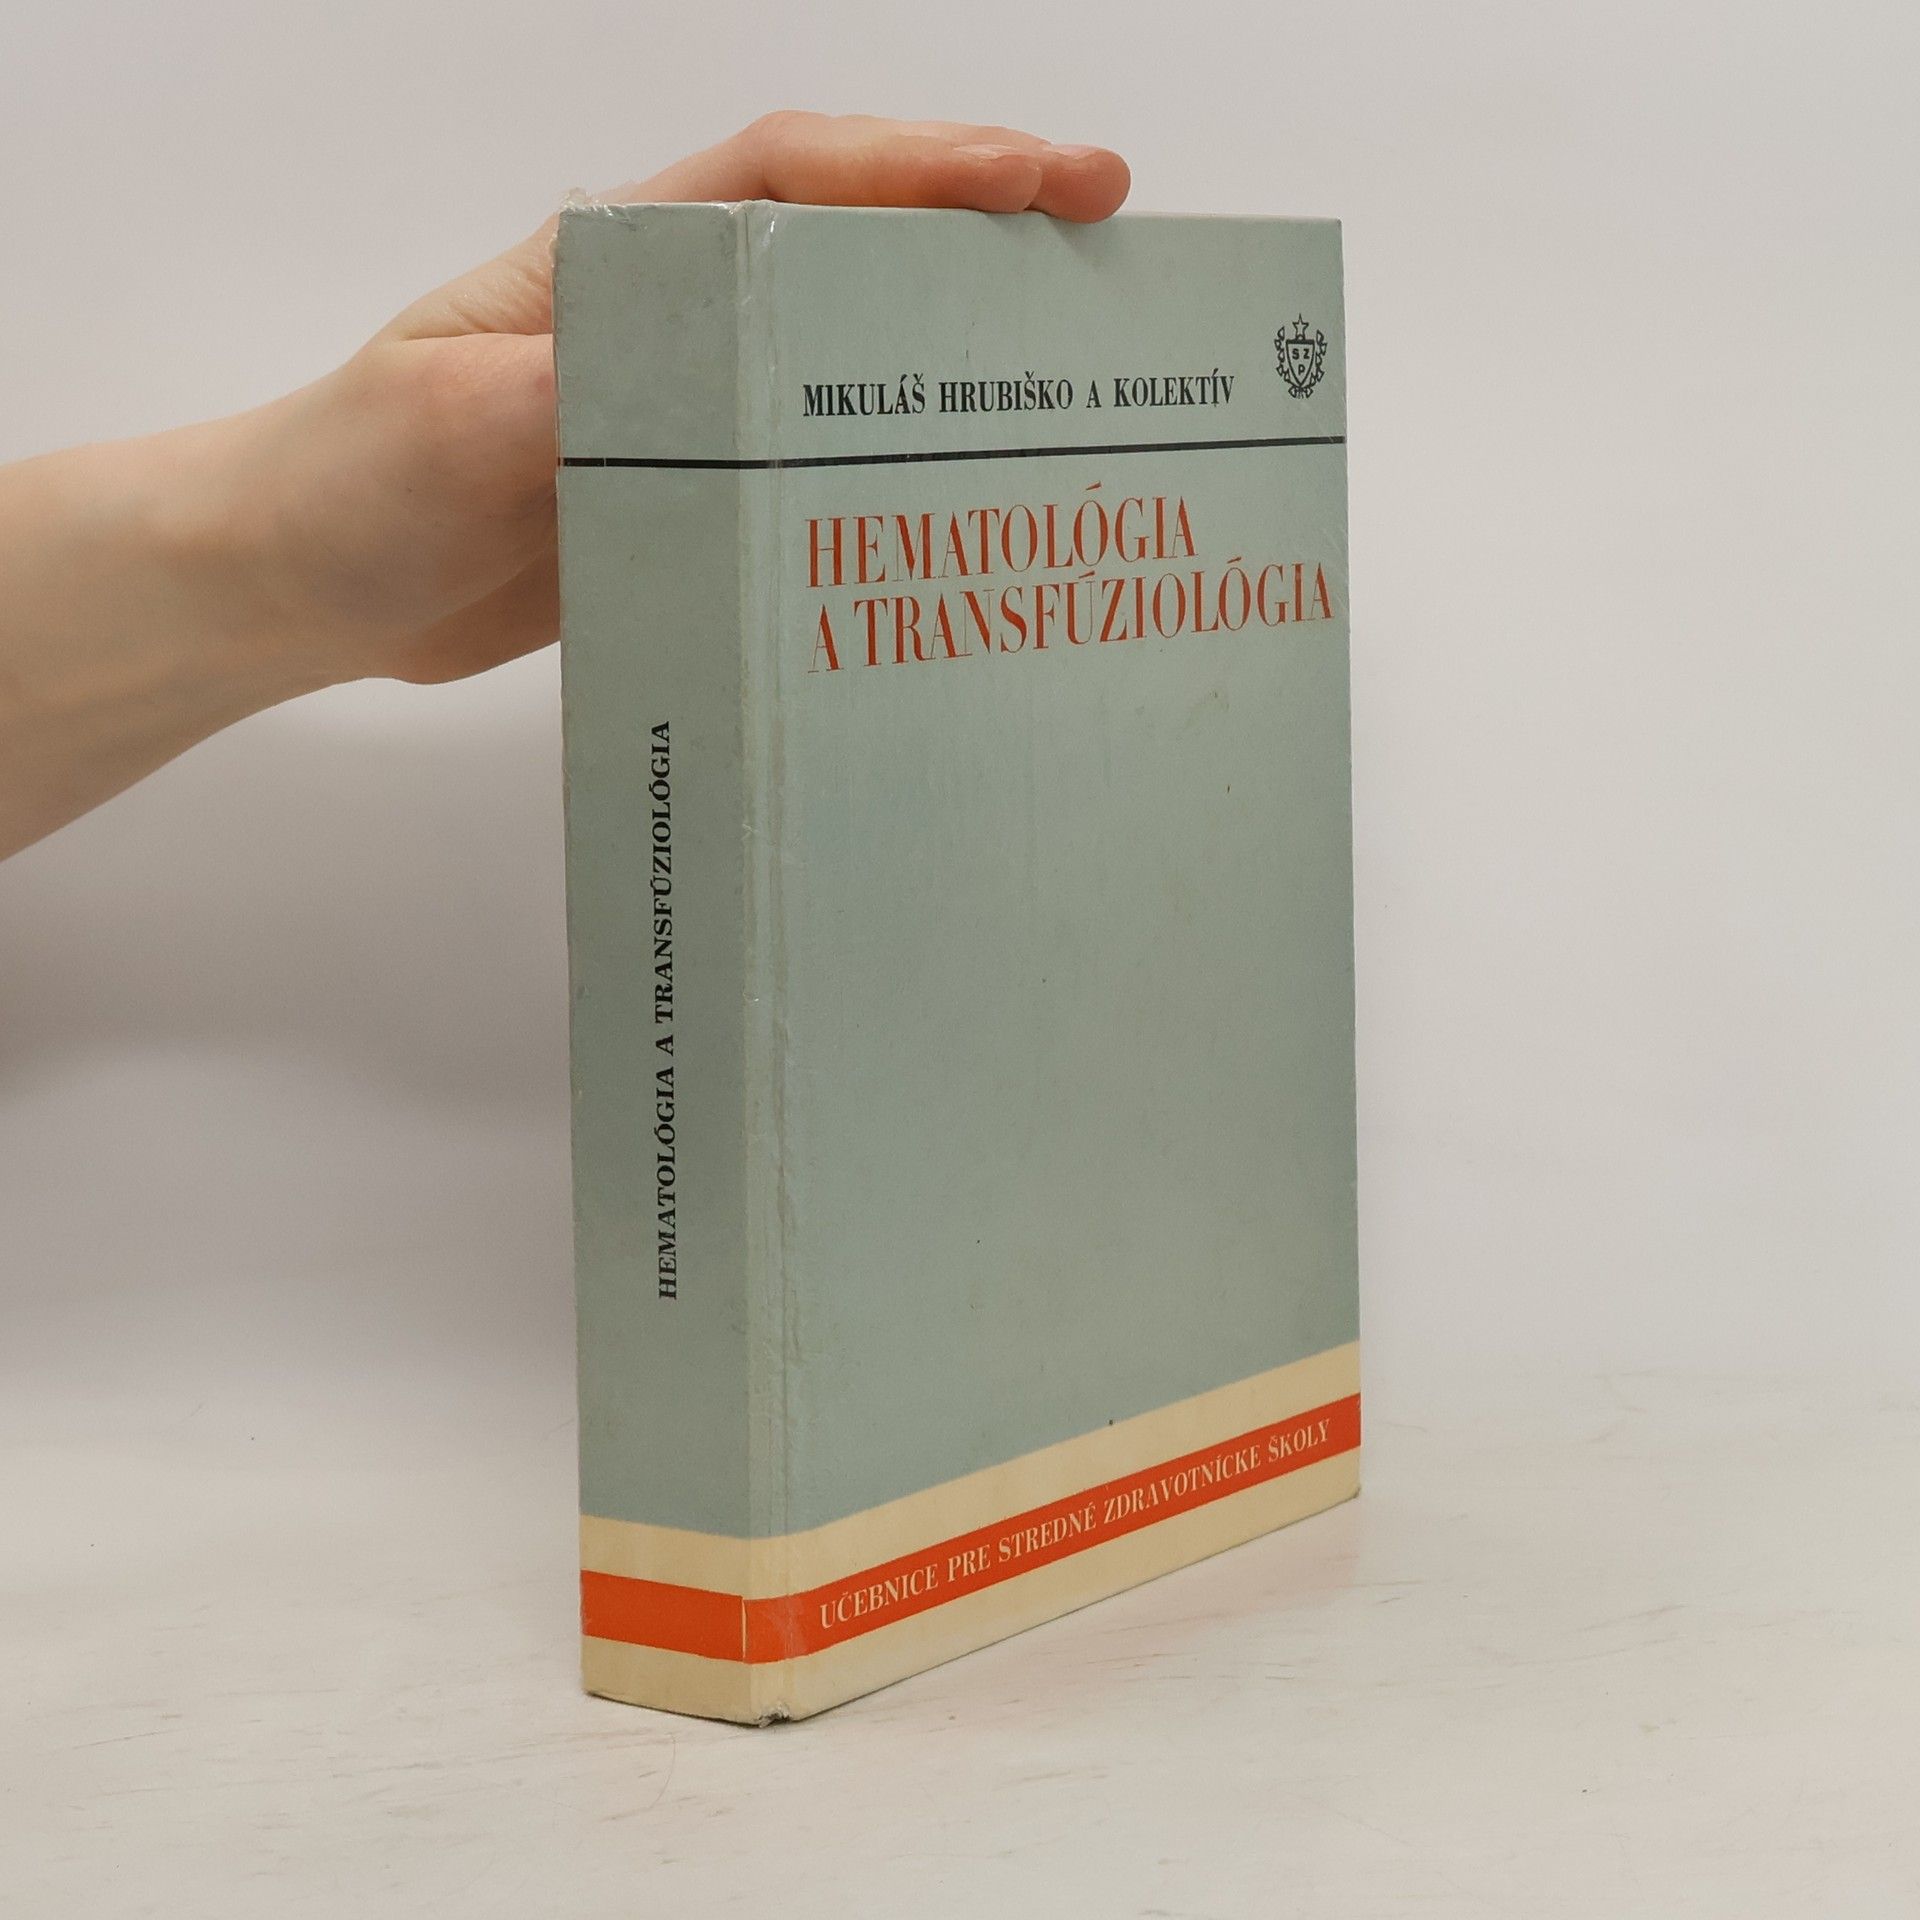 MIKULÁŠ HRUBIŠKO A KOLEKTÍV
S Z
P
HEMATOLÓGIA
A TRANSFÚZIOLÓGIA
HEMATOLÓGIA A TRANSFÚZIOLÓGIA
UČEBNICE PRE STREDNÉ ZDRAVOTNÍCKE ŠKOLY